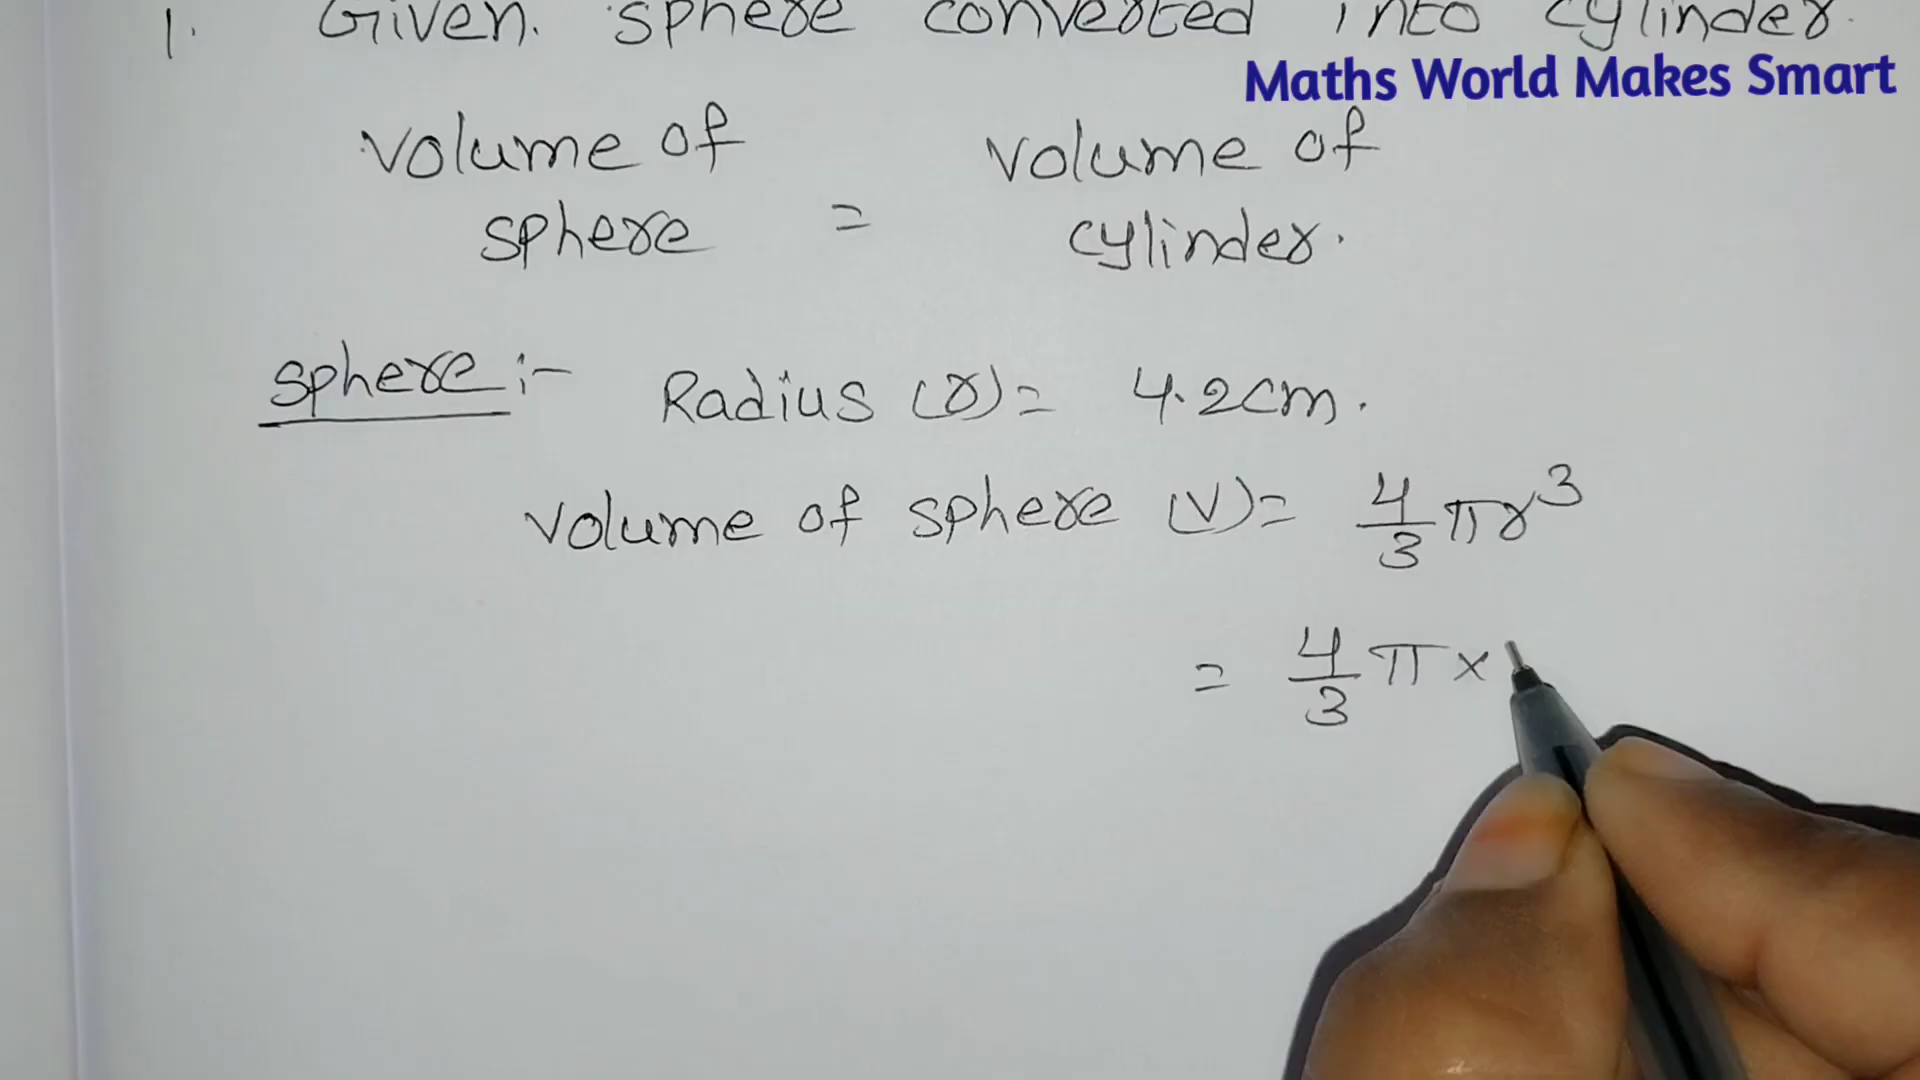 1. Given sphere converted into cylinder.
Maths World Makes Smart
volume of sphere = volume of cylinder.
sphere :- Radius (r) = 4.2cm.
volume of sphere (V) = 4/3 πr³
= 4/3 π ×